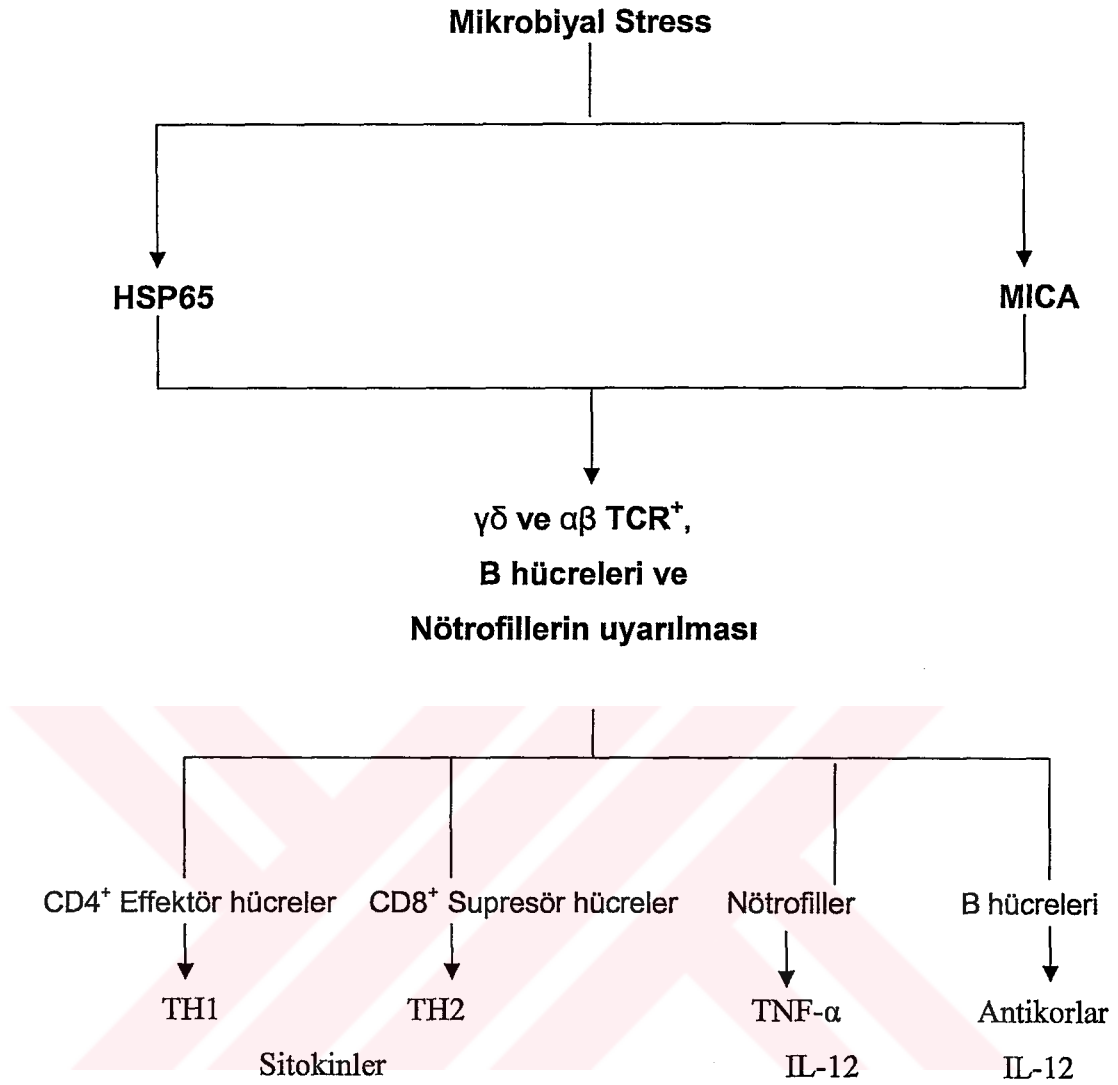 Mikrobiyal Stress
HSP65 MICA
γδ ve αβ TCR⁺,
B hücreleri ve
Nötrofillerin uyarılması
CD4⁺ Effektör hücreler CD8⁺ Supresör hücreler Nötrofiller B hücreleri
TH1 TH2 TNF-α Antikorlar
Sitokinler IL-12 IL-12